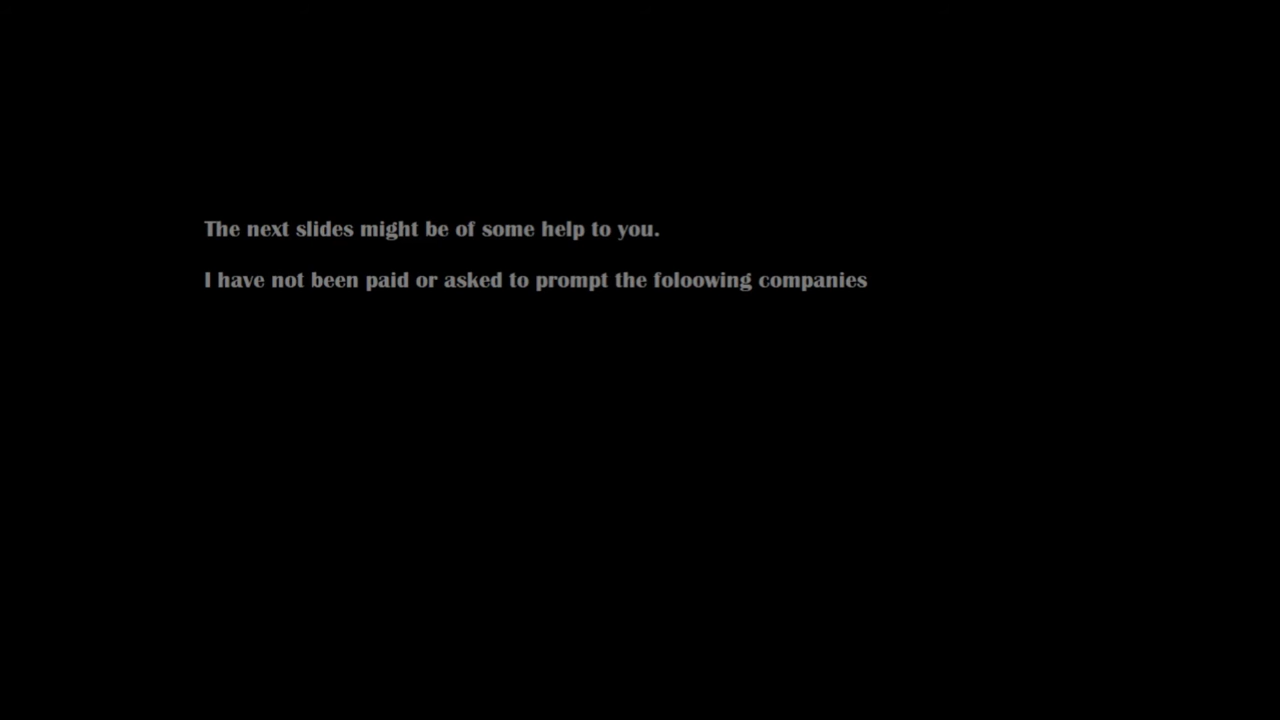 The next slides might be of some help to you.
I have not been paid or asked to prompt the foloowing companies